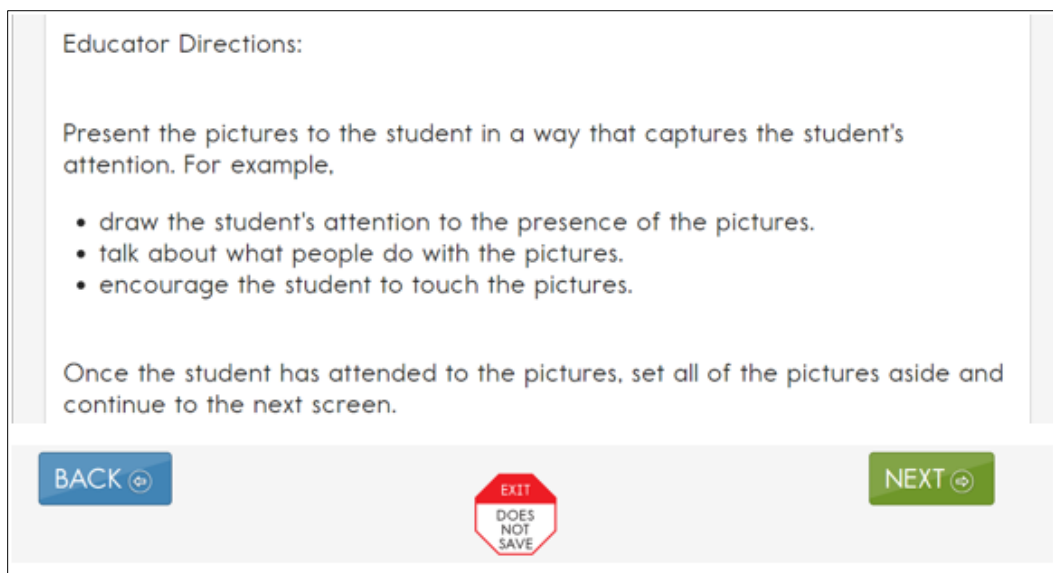 Educator Directions:
Present the pictures to the student in a way that captures the student's
attention. For example,
• draw the student's attention to the presence of the pictures.
• talk about what people do with the pictures.
• encourage the student to touch the pictures.
Once the student has attended to the pictures, set all of the pictures aside and
continue to the next screen.
BACK
EXIT
DOES
NOT
SAVE
NEXT